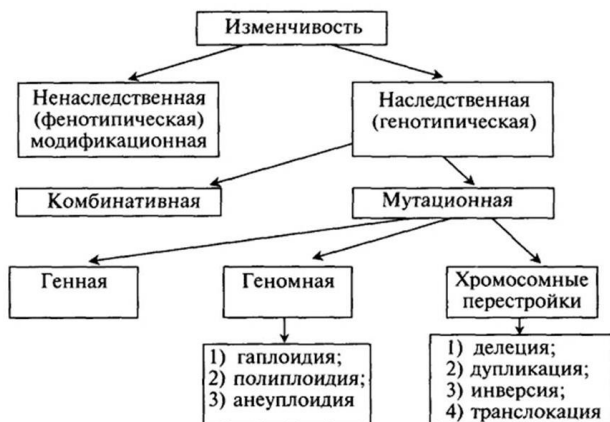 Изменчивость
Ненаследственная
(фенотипическая)
модификационная
Наследственная
(генотипическая)
Комбинативная
Мутационная
Генная
Геномная
Хромосомные
перестройки
1) гаплоидия;
2) полиплоидия;
3) анеуплоидия
1) делеция;
2) дупликация;
3) инверсия;
4) транслокация